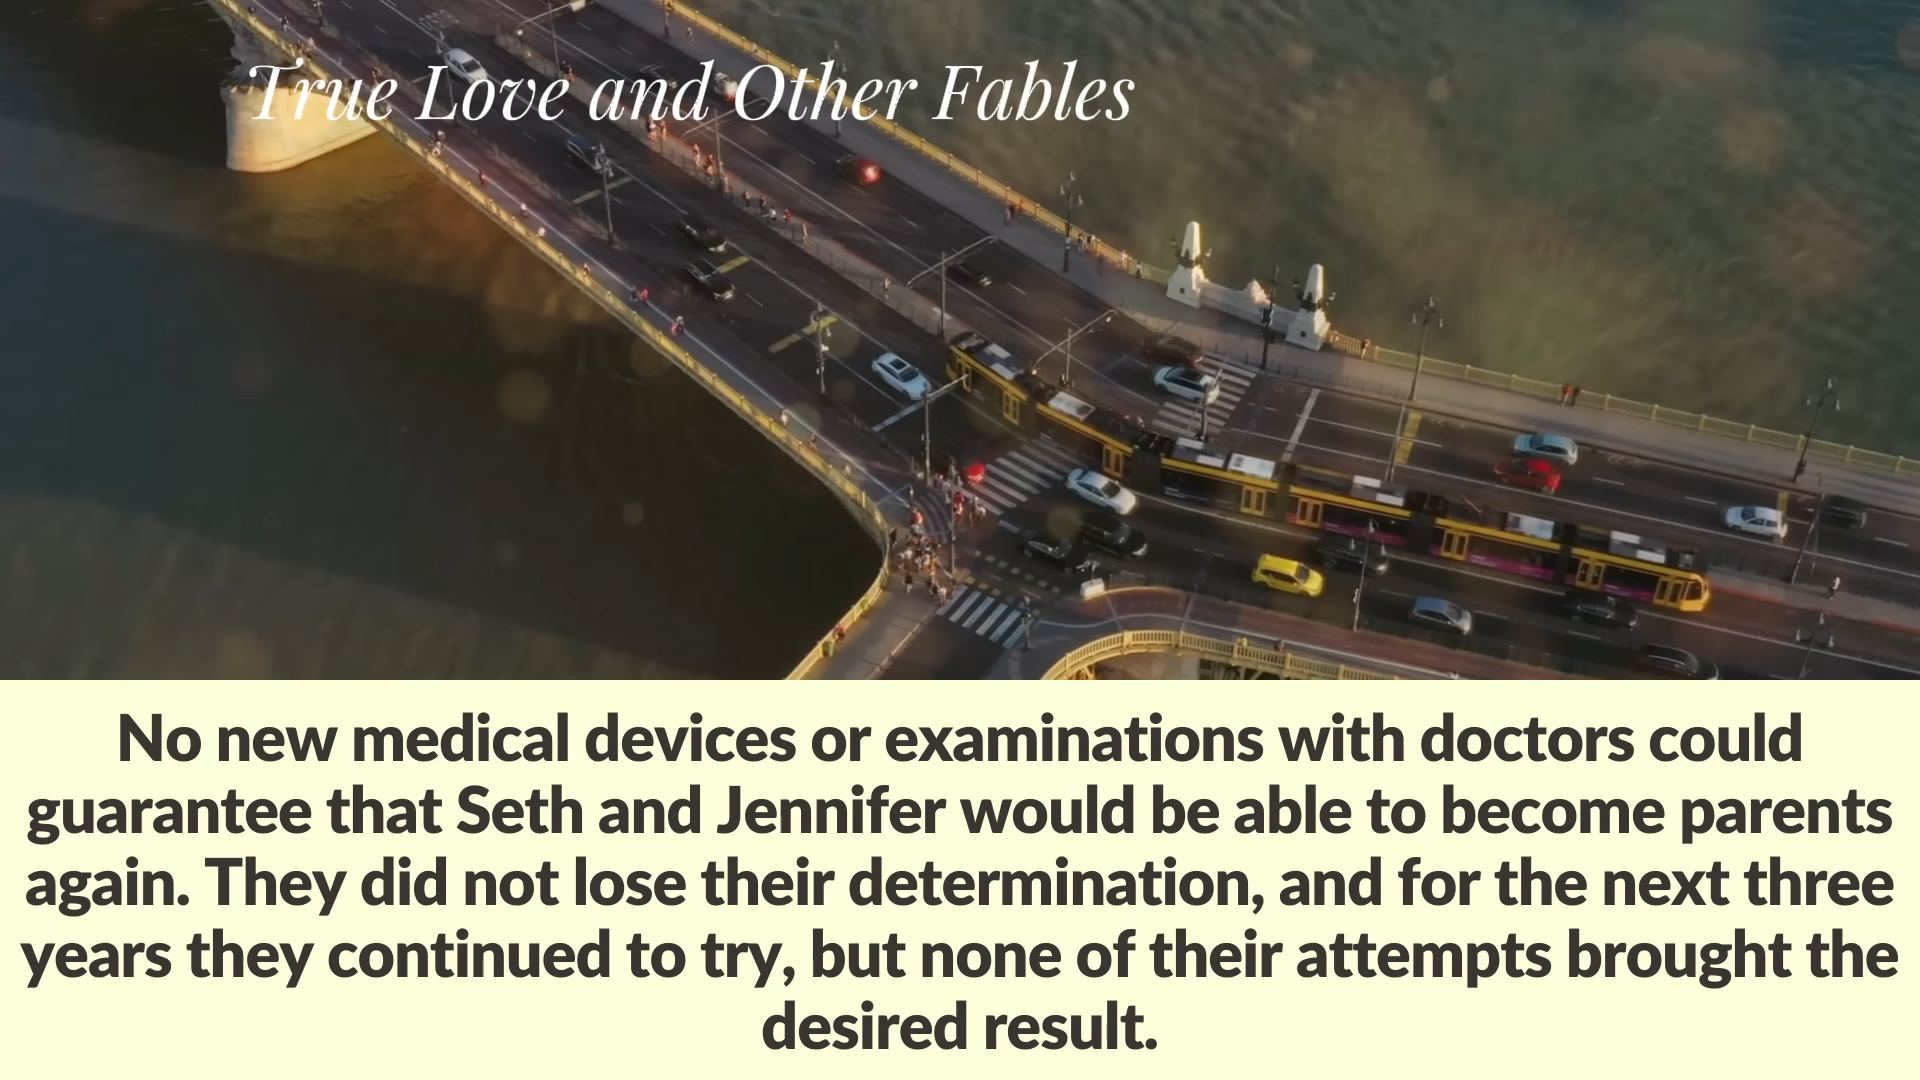 True Love and Other Fables
No new medical devices or examinations with doctors could
guarantee that Seth and Jennifer would be able to become parents
again. They did not lose their determination, and for the next three
years they continued to try, but none of their attempts brought the
desired result.